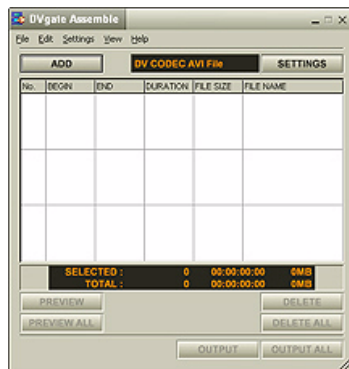 DVgate Assemble
File Edit Settings View Help
ADD DV CODEC AVI File SETTINGS
No. BEGIN END DURATION FILE SIZE FILE NAME
SELECTED : 0 00:00:00:00 0MB
TOTAL : 0 00:00:00:00 0MB
PREVIEW DELETE
PREVIEW ALL DELETE ALL
OUTPUT OUTPUT ALL